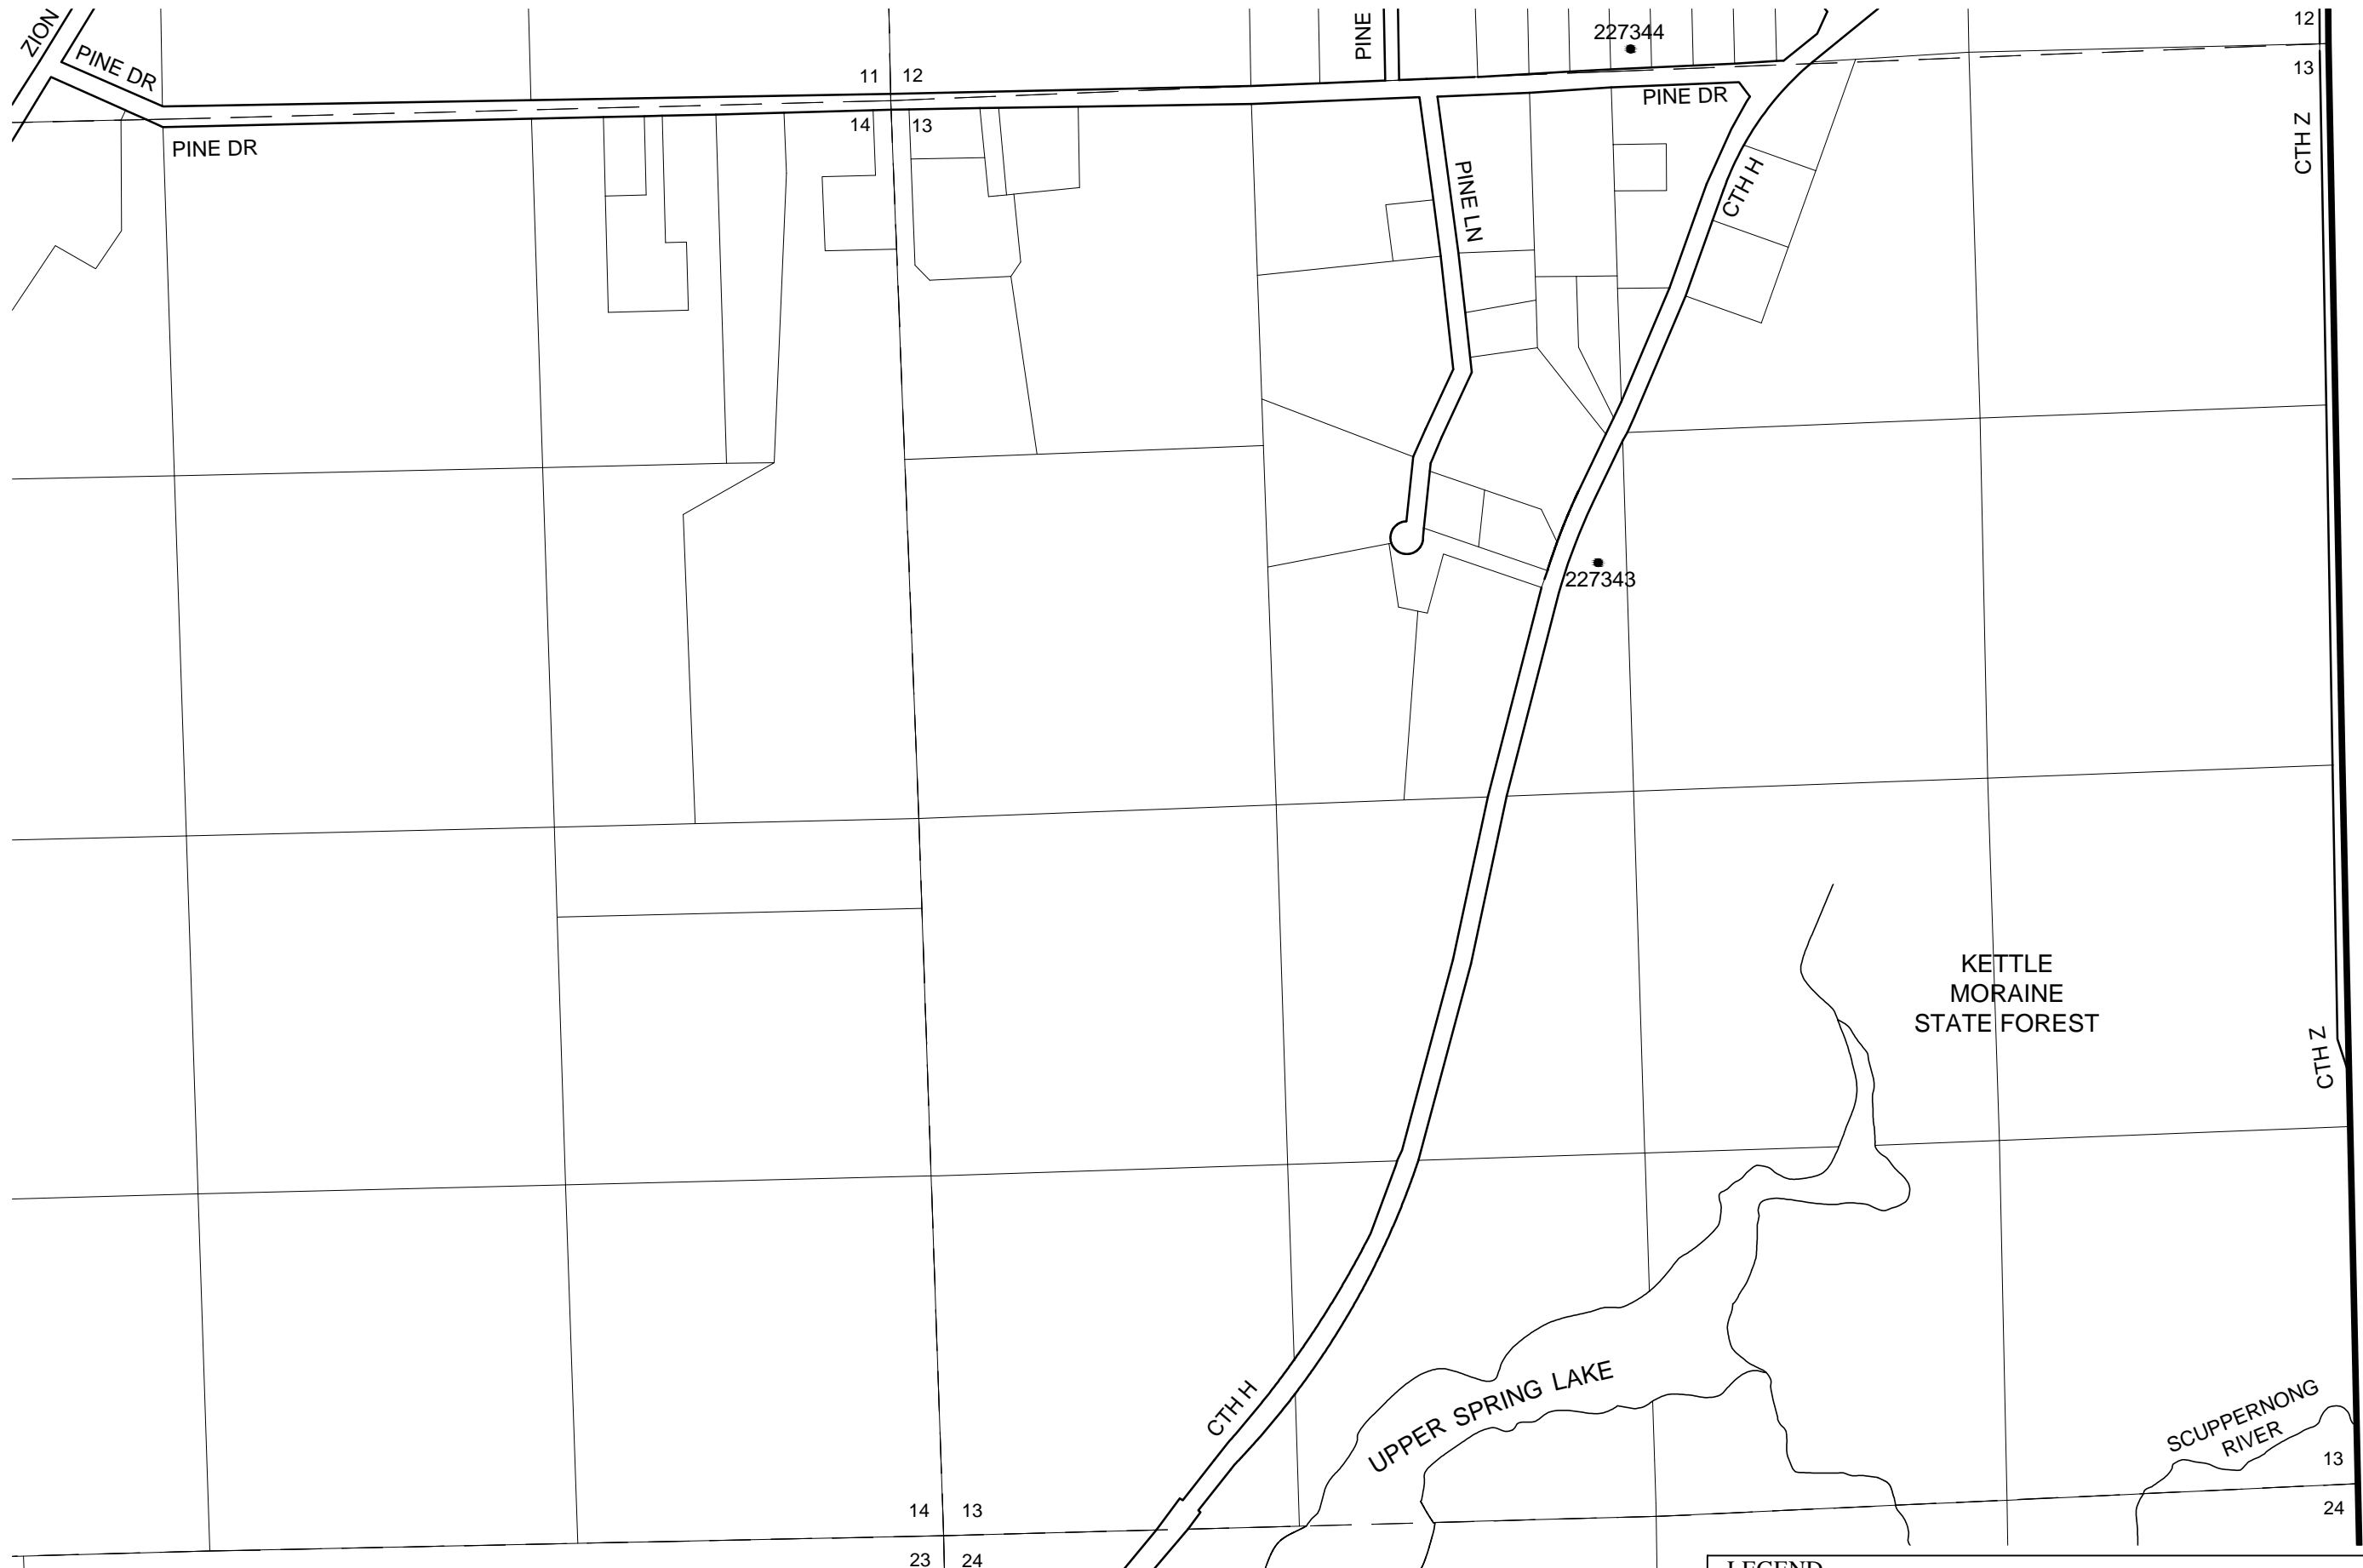 ZION
PINE DR
PINE
227344
12
11 12
13
PINE DR
14 13
PINE DR
CTH Z
PINE LN
CTH H
227343
KETTLE
MORAINE
STATE FOREST
CTH Z
UPPER SPRING LAKE
CTH H
SCUPPERNONG
RIVER
13
14 13
24
23 24
LEGEND